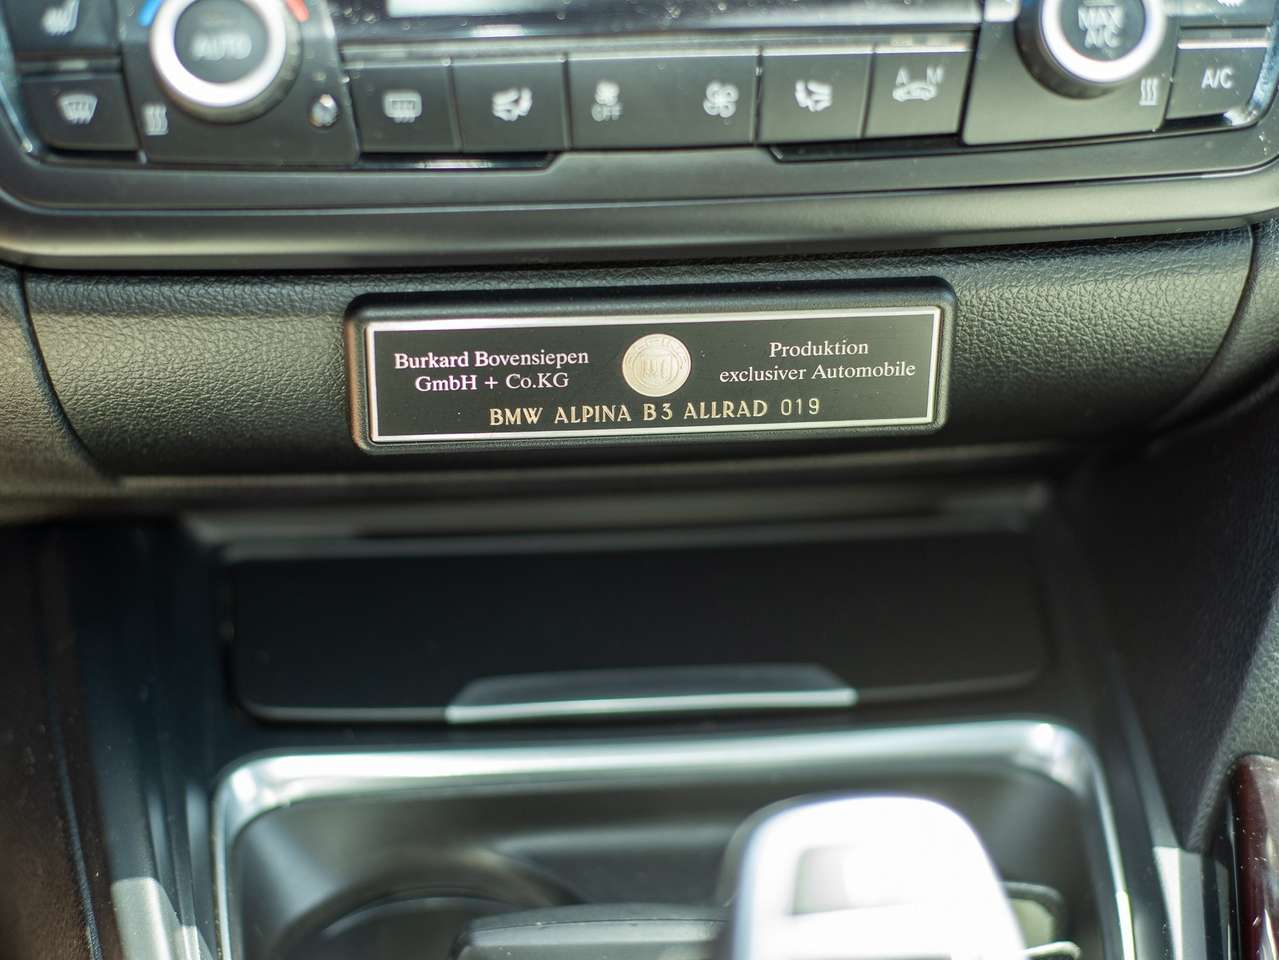 AUTO
MAX
A/C
A M
OFF
A/C
Burkard Bovensiepen
GmbH + Co.KG
Produktion
exclusiver Automobile
BMW ALPINA B3 ALLRAD 019